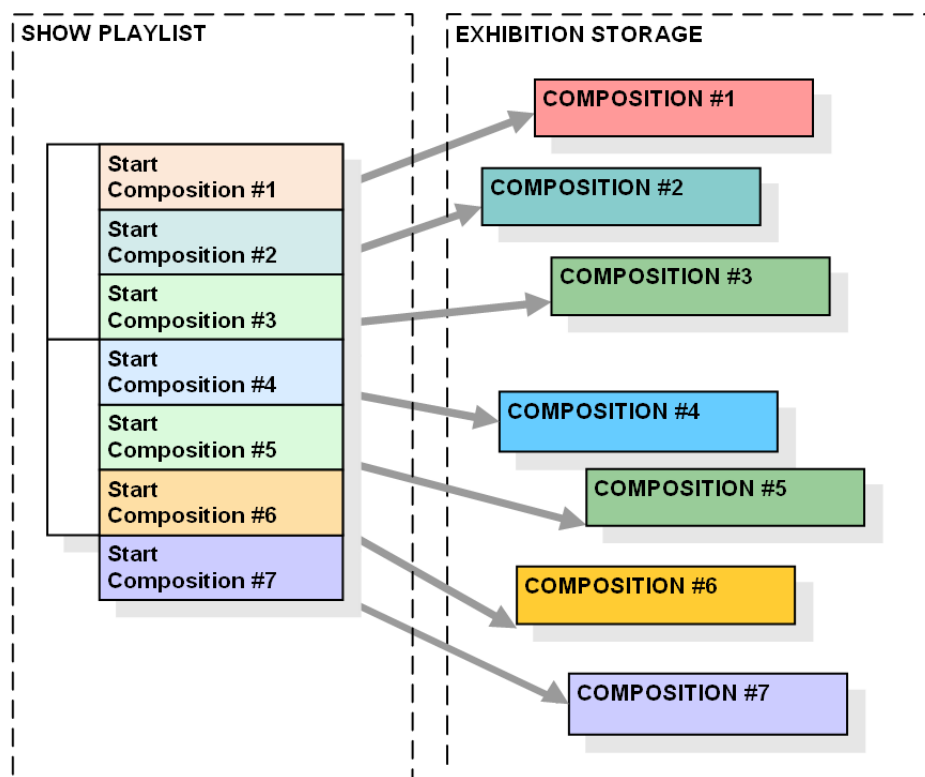 SHOW PLAYLIST
Start
Composition #1
Start
Composition #2
Start
Composition #3
Start
Composition #4
Start
Composition #5
Start
Composition #6
Start
Composition #7
EXHIBITION STORAGE
COMPOSITION #1
COMPOSITION #2
COMPOSITION #3
COMPOSITION #4
COMPOSITION #5
COMPOSITION #6
COMPOSITION #7